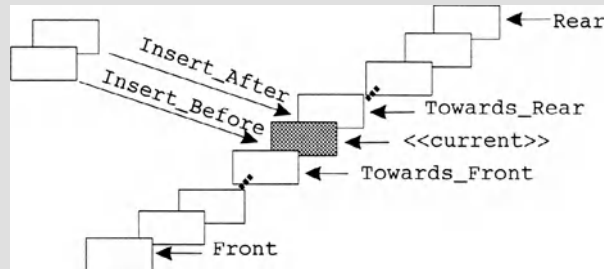 Rear
Insert_After
Insert_Before
Towards_Rear
<<current>>
Towards_Front
Front